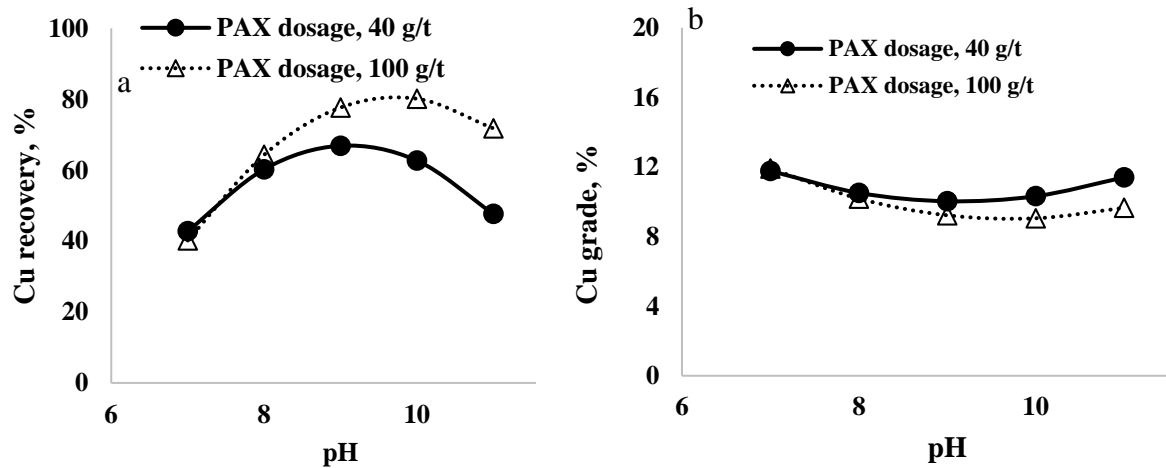 PAX dosage, 40 g/t
PAX dosage, 100 g/t
a
Cu recovery, %
100
80
60
40
20
0
6
8
10
pH
b
PAX dosage, 40 g/t
PAX dosage, 100 g/t
Cu grade, %
20
16
12
8
4
0
6
8
10
pH